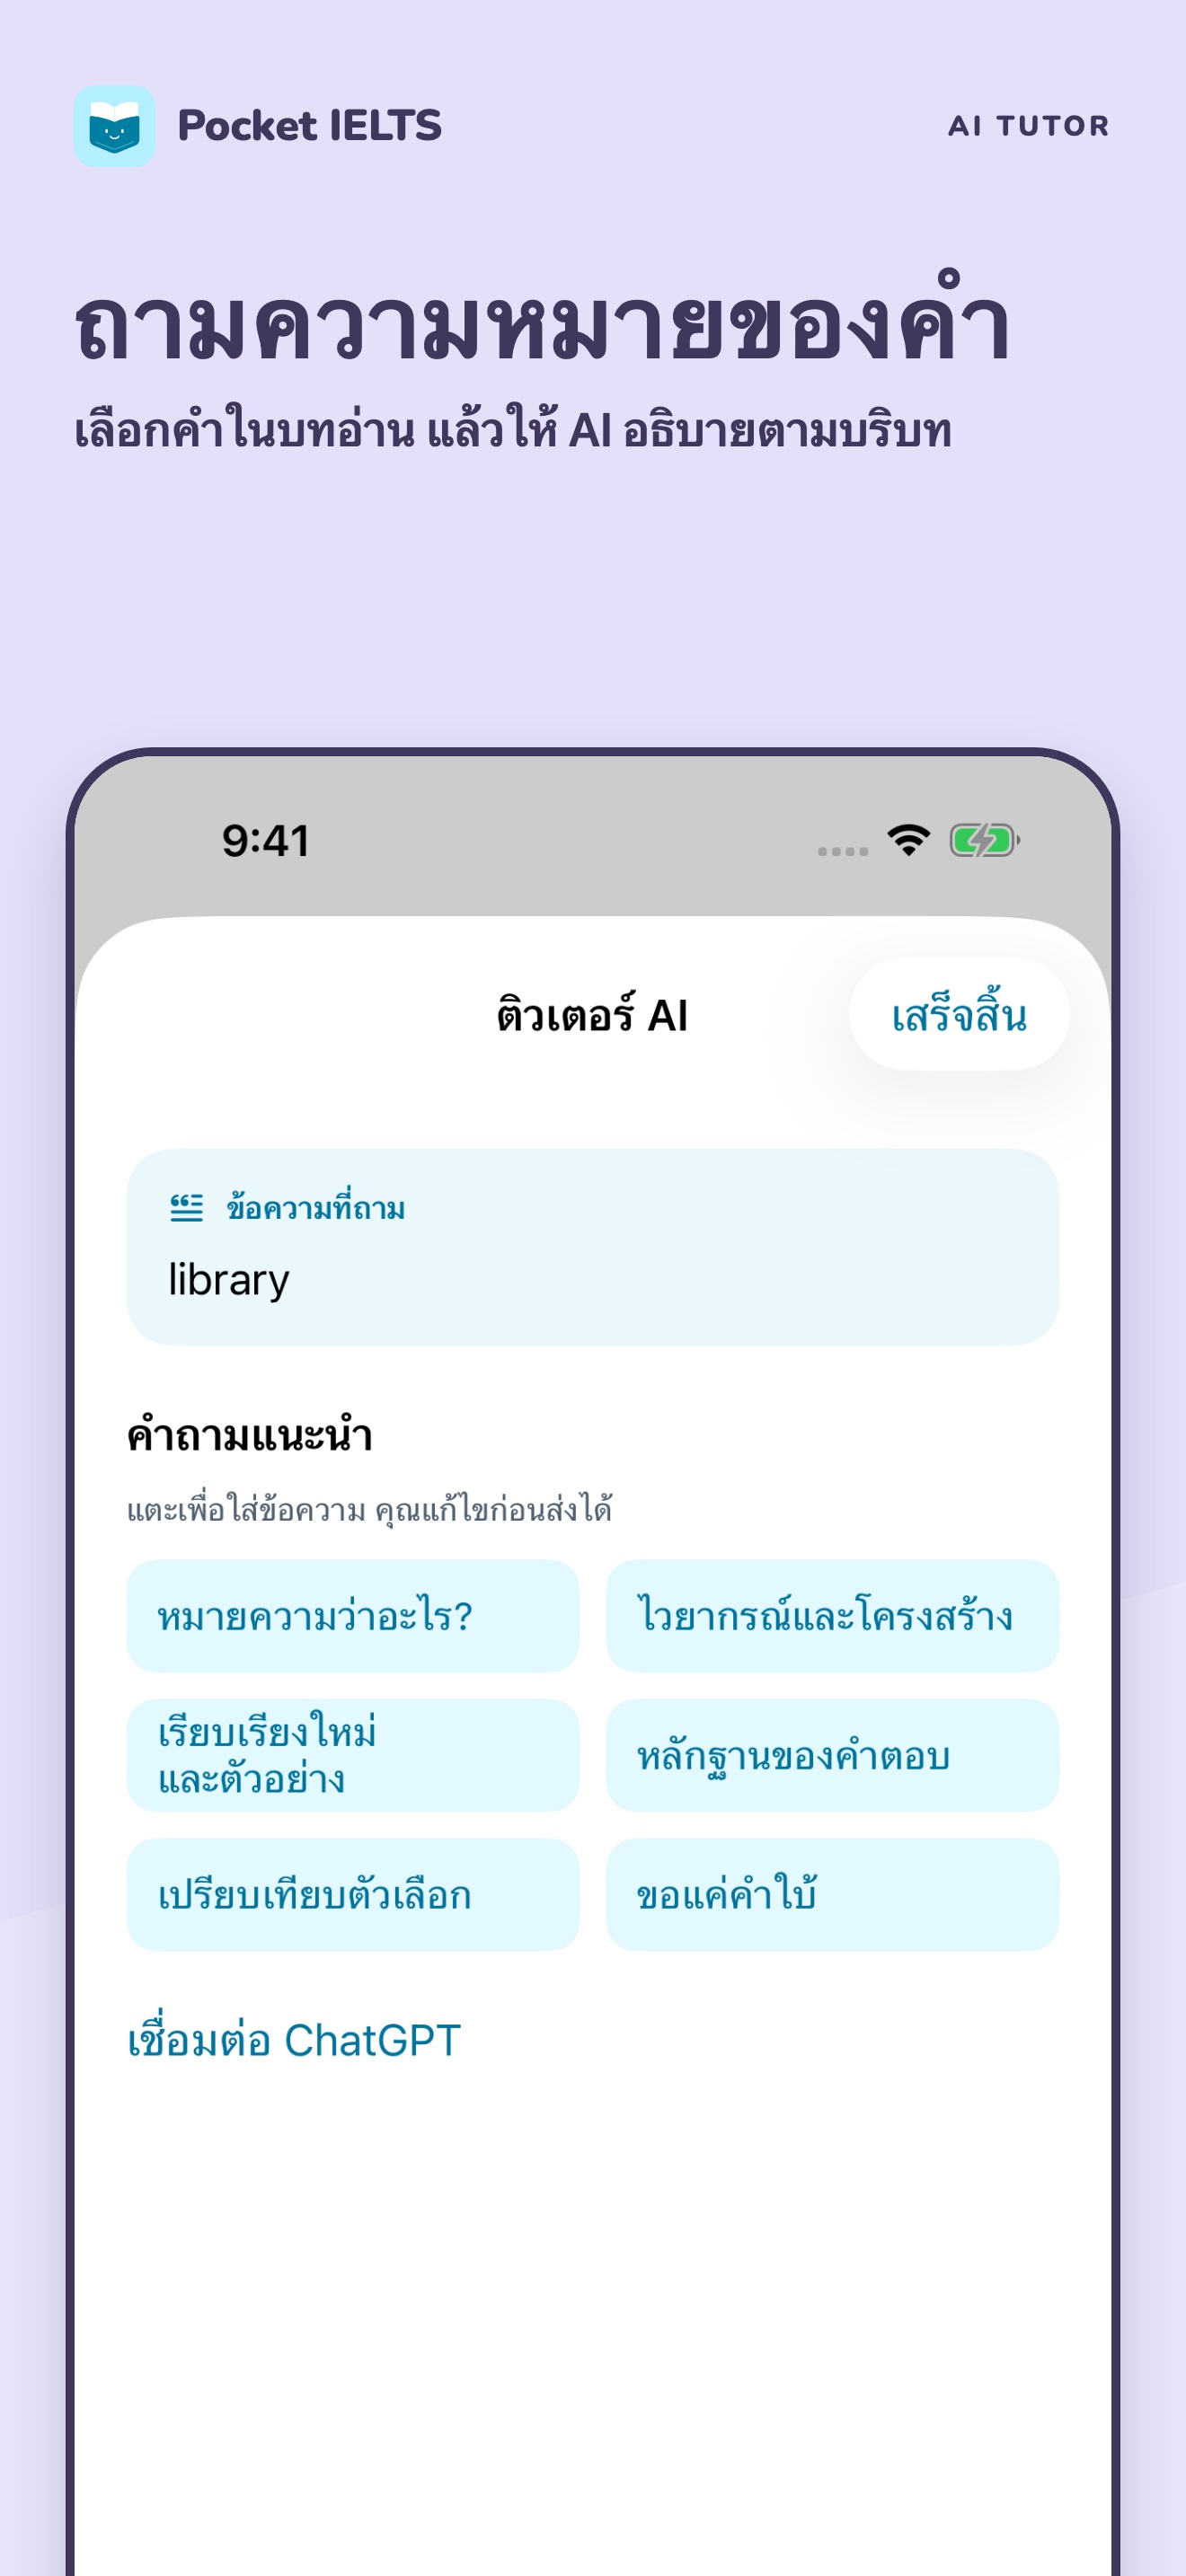 Pocket IELTS
AI TUTOR
ถามความหมายของคำ
เลือกคำในบทอ่าน แล้วให้ AI อธิบายตามบริบท
9:41
ติวเตอร์ AI
เสร็จสิ้น
ข้อความที่ถาม
library
คำถามแนะนำ
แตะเพื่อใส่ข้อความ คุณแก้ไขก่อนส่งได้
หมายความว่าอะไร?
ไวยากรณ์และโครงสร้าง
เรียบเรียงใหม่
และตัวอย่าง
หลักฐานของคำตอบ
เปรียบเทียบตัวเลือก
ขอแค่คำใบ้
เชื่อมต่อ ChatGPT